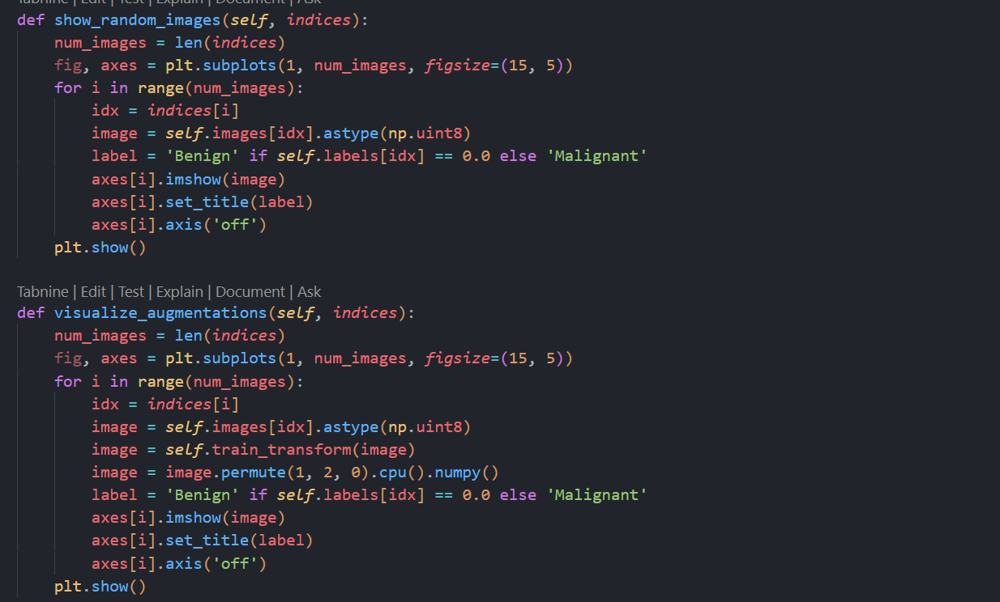 Tabnine | Edit | Test | Explain | Document | Ask
def show_random_images(self, indices):
    num_images = len(indices)
    fig, axes = plt.subplots(1, num_images, figsize=(15, 5))
    for i in range(num_images):
        idx = indices[i]
        image = self.images[idx].astype(np.uint8)
        label = 'Benign' if self.labels[idx] == 0.0 else 'Malignant'
        axes[i].imshow(image)
        axes[i].set_title(label)
        axes[i].axis('off')
    plt.show()
Tabnine | Edit | Test | Explain | Document | Ask
def visualize_augmentations(self, indices):
    num_images = len(indices)
    fig, axes = plt.subplots(1, num_images, figsize=(15, 5))
    for i in range(num_images):
        idx = indices[i]
        image = self.images[idx].astype(np.uint8)
        image = self.train_transform(image)
        image = image.permute(1, 2, 0).cpu().numpy()
        label = 'Benign' if self.labels[idx] == 0.0 else 'Malignant'
        axes[i].imshow(image)
        axes[i].set_title(label)
        axes[i].axis('off')
    plt.show()